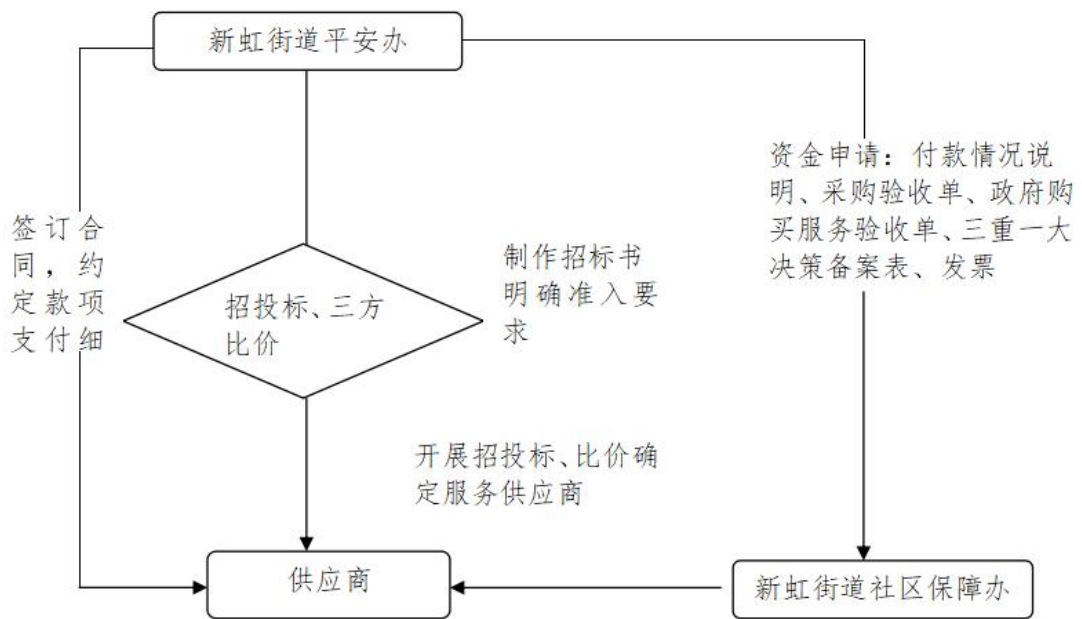 新虹街道平安办
资金申请：付款情况说
明、采购验收单、政府购
买服务验收单、三重一大
决策备案表、发票
签订合
同，约
定款项
支付细
制作招标书
明确准入要
求
招投标、三方
比价
开展招投标、比价确
定服务供应商
供应商
新虹街道社区保障办